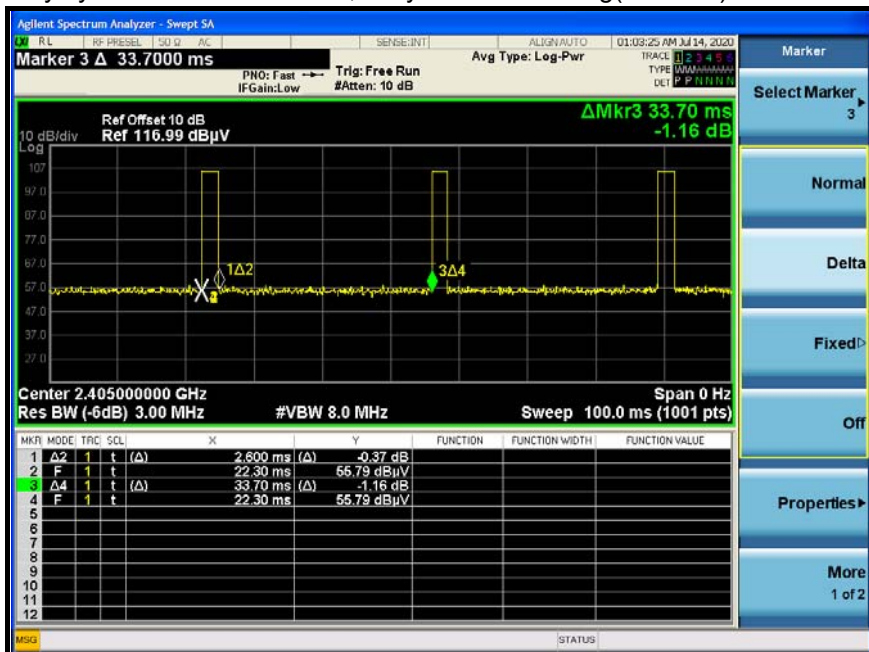 Agilent Spectrum Analyzer - Swept SA
RL RF PRESEL 50 Ω AC SENSE:INT ALIGN AUTO 01:03:25 AM Jul 14, 2020
Marker 3 Δ 33.7000 ms
PNO: Fast
IFGain:Low
Trig: Free Run
#Atten: 10 dB
Avg Type: Log-Pwr
TRACE 1 2 3 4 5 6
TYPE
DET P P N N N N
Marker
Select Marker
3
Normal
Delta
Fixed
Off
Properties
More
1 of 2
ΔMkr3 33.70 ms
-1.16 dB
Ref Offset 10 dB
10 dB/div Ref 116.99 dBµV
Log
107
97.0
87.0
77.0
67.0
57.0
47.0
37.0
27.0
1Δ2
3Δ4
Center 2.405000000 GHz Span 0 Hz
Res BW (-6dB) 3.00 MHz #VBW 8.0 MHz Sweep 100.0 ms (1001 pts)
MKR MODE TRC SCL X Y FUNCTION FUNCTION WIDTH FUNCTION VALUE
1 Δ2 1 t (Δ) 2.600 ms (Δ) -0.37 dB
2 F 1 t 22.30 ms 55.79 dBµV
3 Δ4 1 t (Δ) 33.70 ms (Δ) -1.16 dB
4 F 1 t 22.30 ms 55.79 dBµV
5
6
7
8
9
10
11
12
MSG STATUS